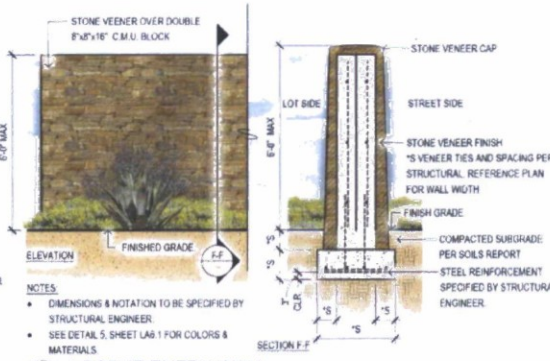 STONE VEENER OVER DOUBLE
8"x8"x16" C.M.U. BLOCK
6'-0" MAX
FINISHED GRADE
ELEVATION
F-F
NOTES:
• DIMENSIONS & NOTATION TO BE SPECIFIED BY
STRUCTURAL ENGINEER.
• SEE DETAIL 5, SHEET LA6.1 FOR COLORS &
MATERIALS.
STONE VENEER CAP
LOT SIDE
STREET SIDE
6'-0" MAX
STONE VENEER FINISH
*S VENEER TIES AND SPACING PER
STRUCTURAL. REFERENCE PLAN
FOR WALL WIDTH
FINISH GRADE
*S
COMPACTED SUBGRADE
PER SOILS REPORT
*S
STEEL REINFORCEMENT
SPECIFIED BY STRUCTURAL
ENGINEER.
3"
CLR.
*S
*S
*S
SECTION F-F